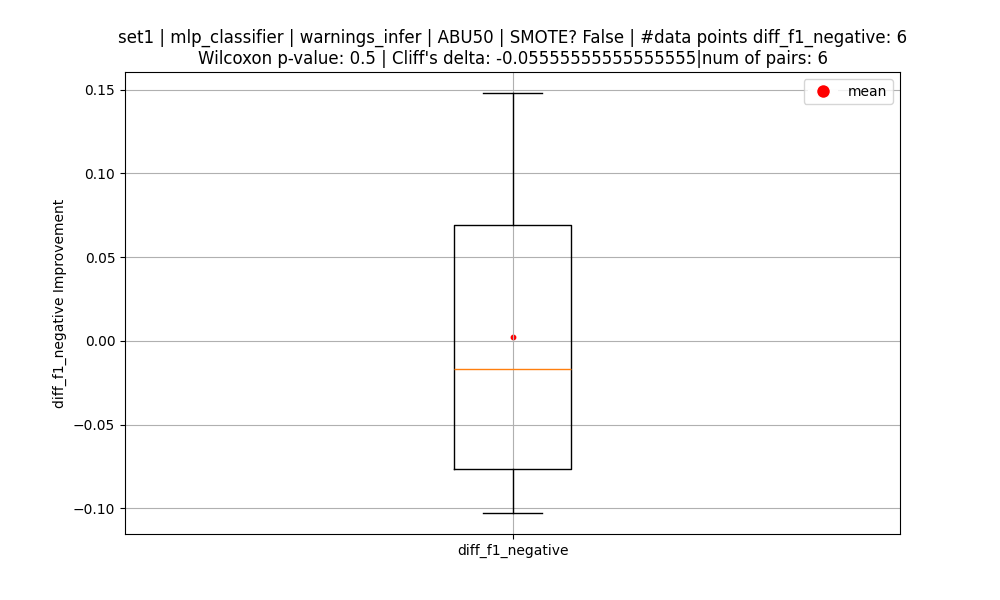 set1 | mlp_classifier | warnings_infer | ABU50 | SMOTE? False | #data points diff_f1_negative: 6
Wilcoxon p-value: 0.5 | Cliff's delta: -0.05555555555555555|num of pairs: 6
mean
0.15
0.10
0.05
0.00
−0.05
−0.10
diff_f1_negative Improvement
diff_f1_negative